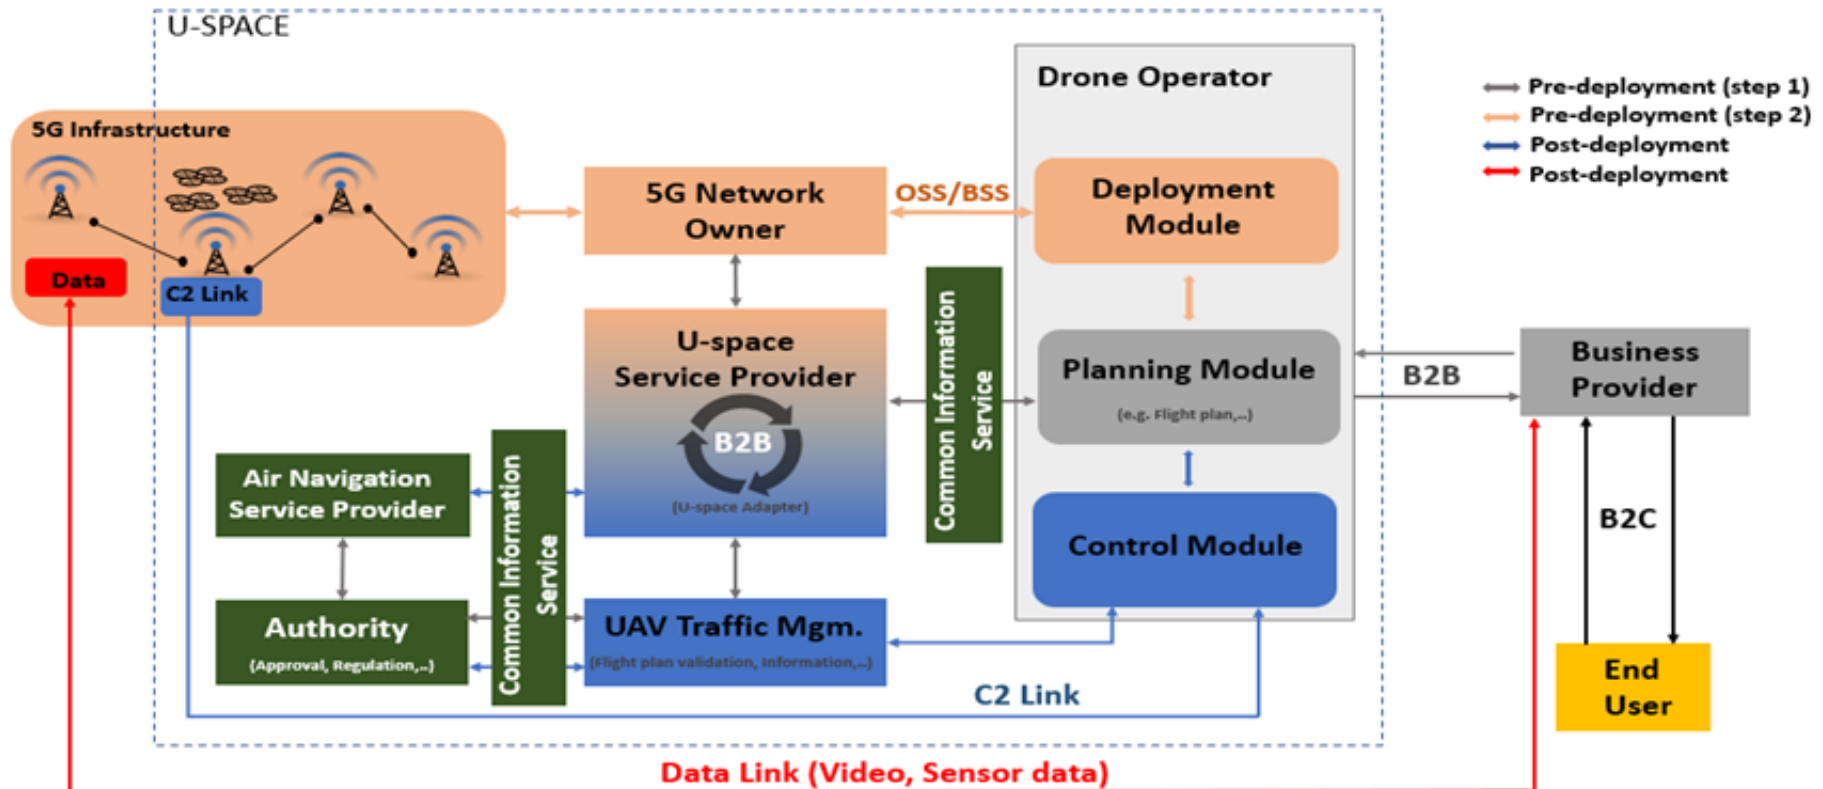 U-SPACE
5G Infrastructure
Data
C2 Link
5G Network
Owner
OSS/BSS
Drone Operator
Deployment
Module
Pre-deployment (step 1)
Pre-deployment (step 2)
Post-deployment
Post-deployment
U-space
Service Provider
B2B
(U-space Adapter)
Common Information
Service
Planning Module
(e.g. Flight plan,..)
B2B
Business
Provider
Air Navigation
Service Provider
Common Information
Service
Control Module
B2C
Authority
(Approval, Regulation,..)
UAV Traffic Mgm.
(Flight plan validation, Information,..)
C2 Link
End
User
Data Link (Video, Sensor data)